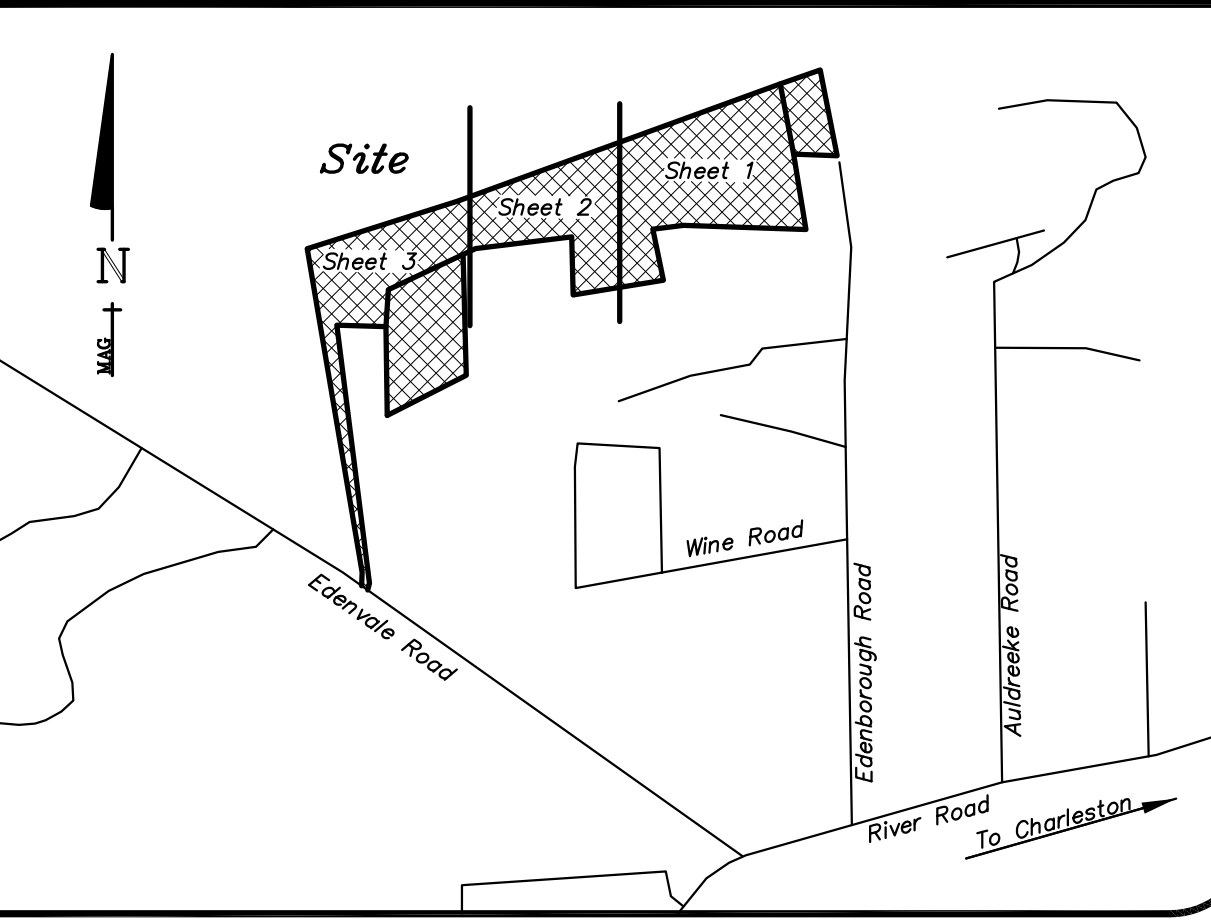 Site
Sheet 1
Sheet 2
Sheet 3
N
MAG
Wine Road
Edenvale Road
Edenborough Road
Auldreeke Road
River Road
To Charleston